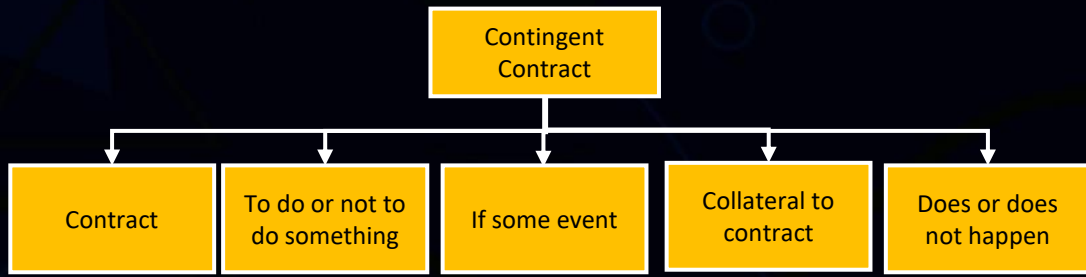 Contingent
Contract
Contract
To do or not to
do something
If some event
Collateral to
contract
Does or does
not happen